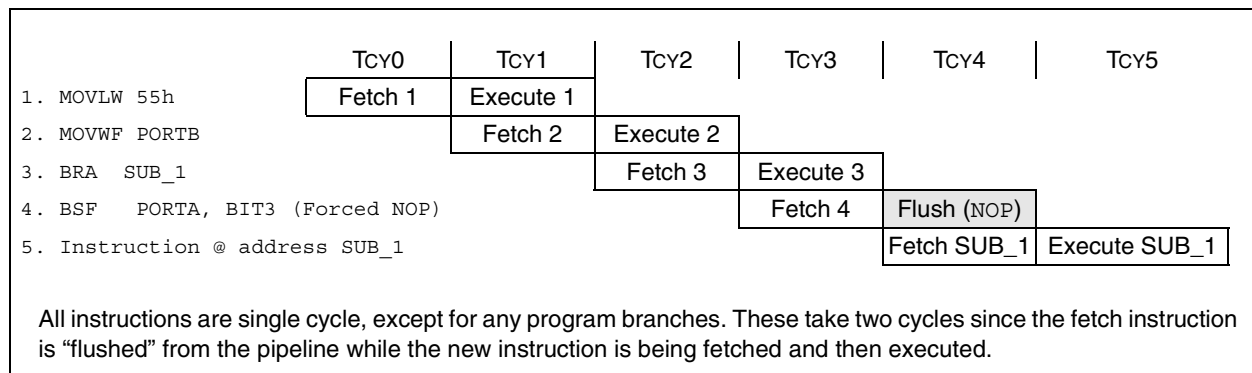 TCY0 TCY1 TCY2 TCY3 TCY4 TCY5
1. MOVLW 55h Fetch 1 Execute 1
2. MOVWF PORTB Fetch 2 Execute 2
3. BRA SUB_1 Fetch 3 Execute 3
4. BSF PORTA, BIT3 (Forced NOP) Fetch 4 Flush (NOP)
5. Instruction @ address SUB_1 Fetch SUB_1 Execute SUB_1
All instructions are single cycle, except for any program branches. These take two cycles since the fetch instruction
is “flushed” from the pipeline while the new instruction is being fetched and then executed.